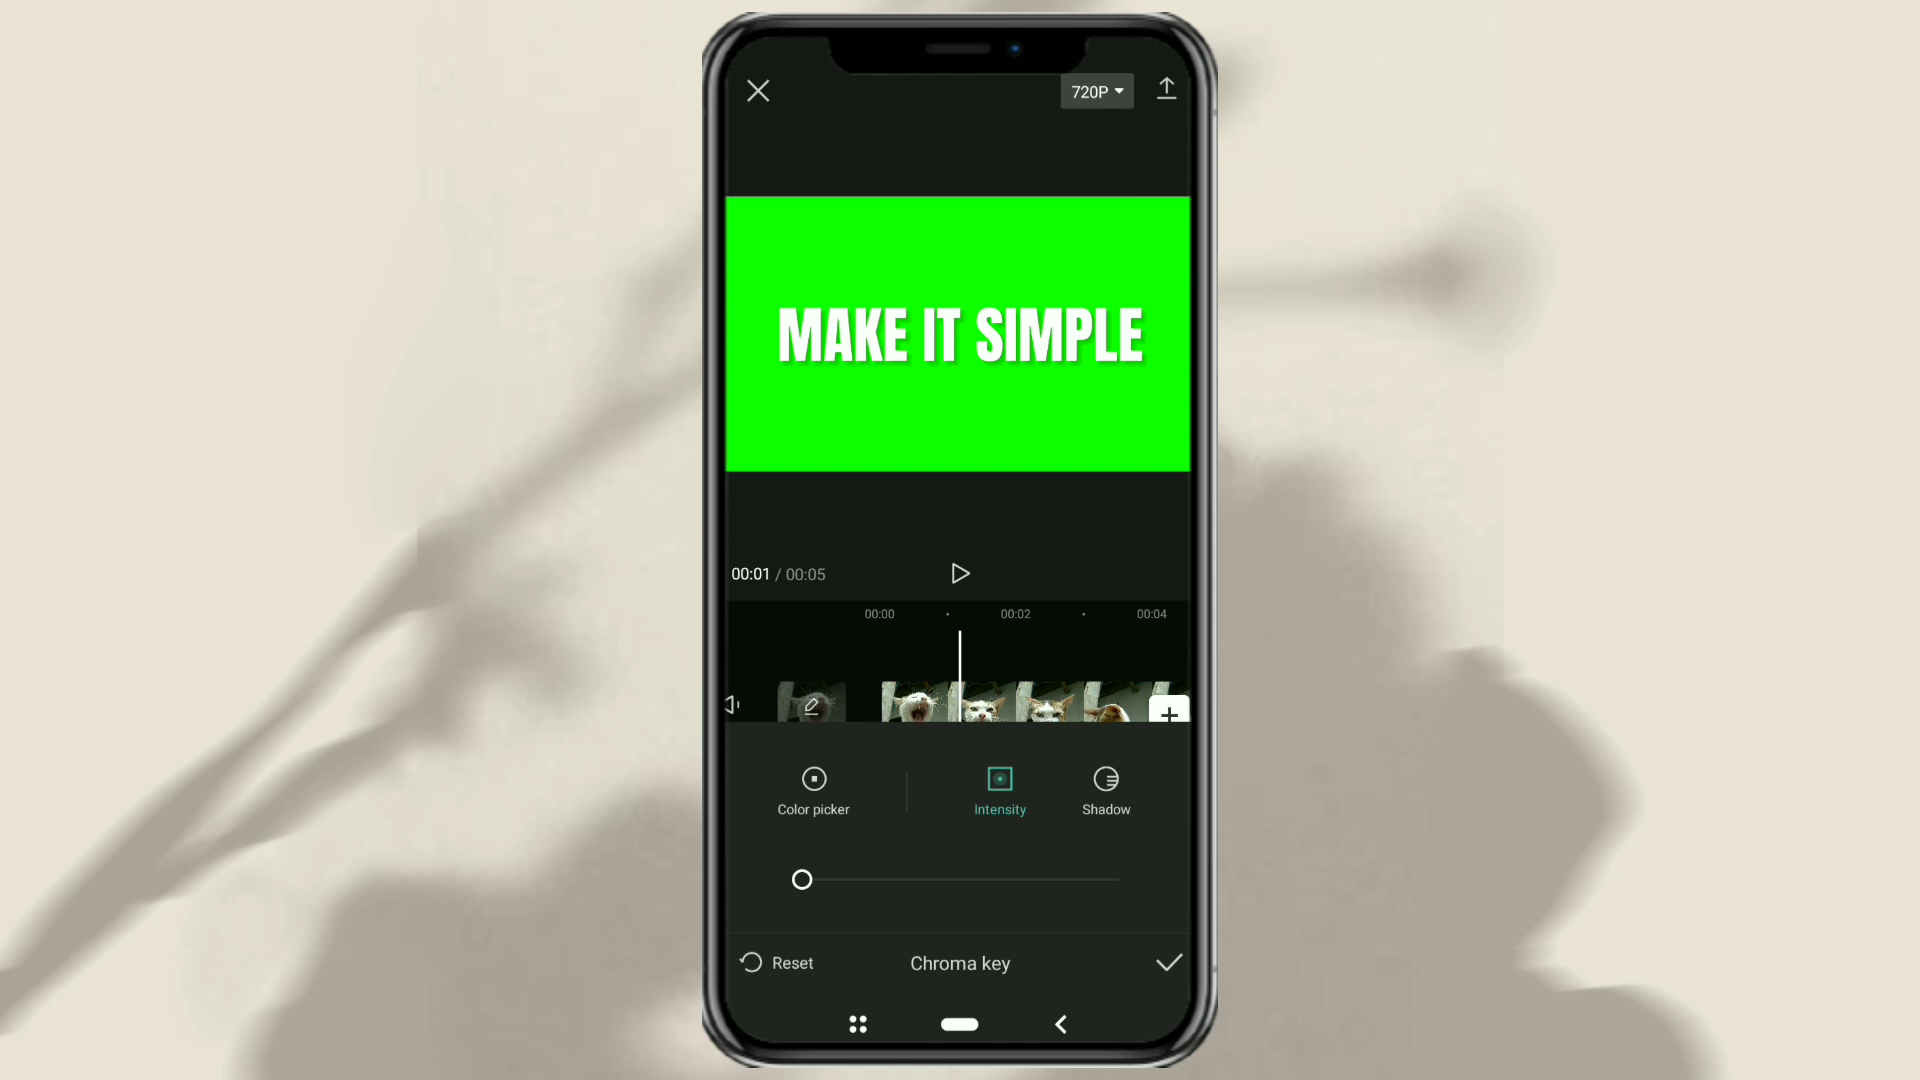 720P
MAKE IT SIMPLE
00:01 / 00:05
00:00 00:02 00:04
Color picker Intensity Shadow
Reset Chroma key